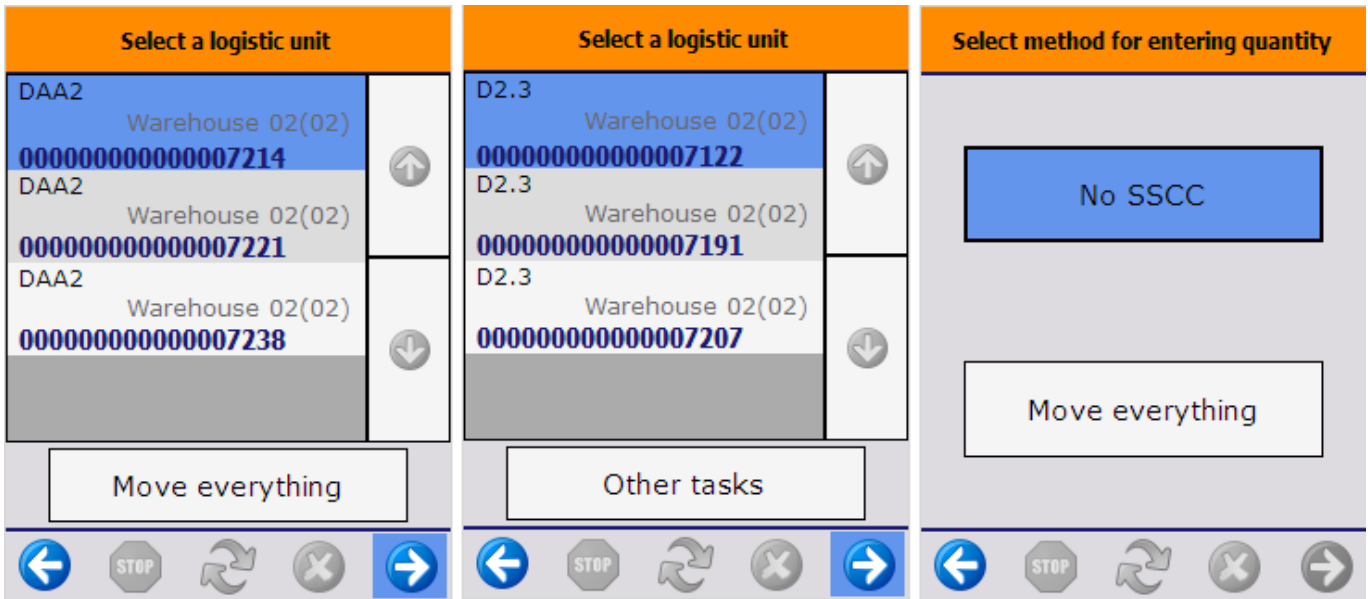 Select a logistic unit
DAA2
Warehouse 02(02)
000000000000007214
DAA2
Warehouse 02(02)
000000000000007221
DAA2
Warehouse 02(02)
000000000000007238
Move everything
STOP
Select a logistic unit
D2.3
Warehouse 02(02)
000000000000007122
D2.3
Warehouse 02(02)
000000000000007191
D2.3
Warehouse 02(02)
000000000000007207
Other tasks
STOP
Select method for entering quantity
No SSCC
Move everything
STOP